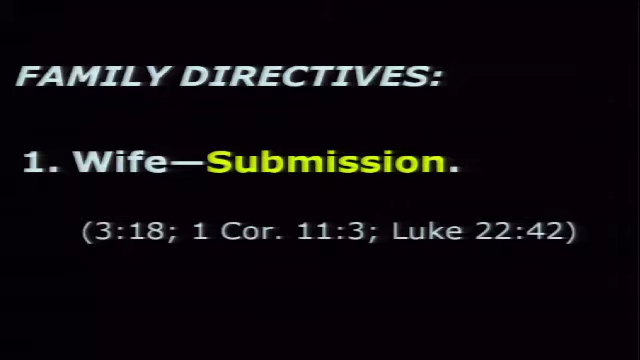 FAMILY DIRECTIVES:
1. Wife—Submission.
(3:18; 1 Cor. 11:3; Luke 22:42)